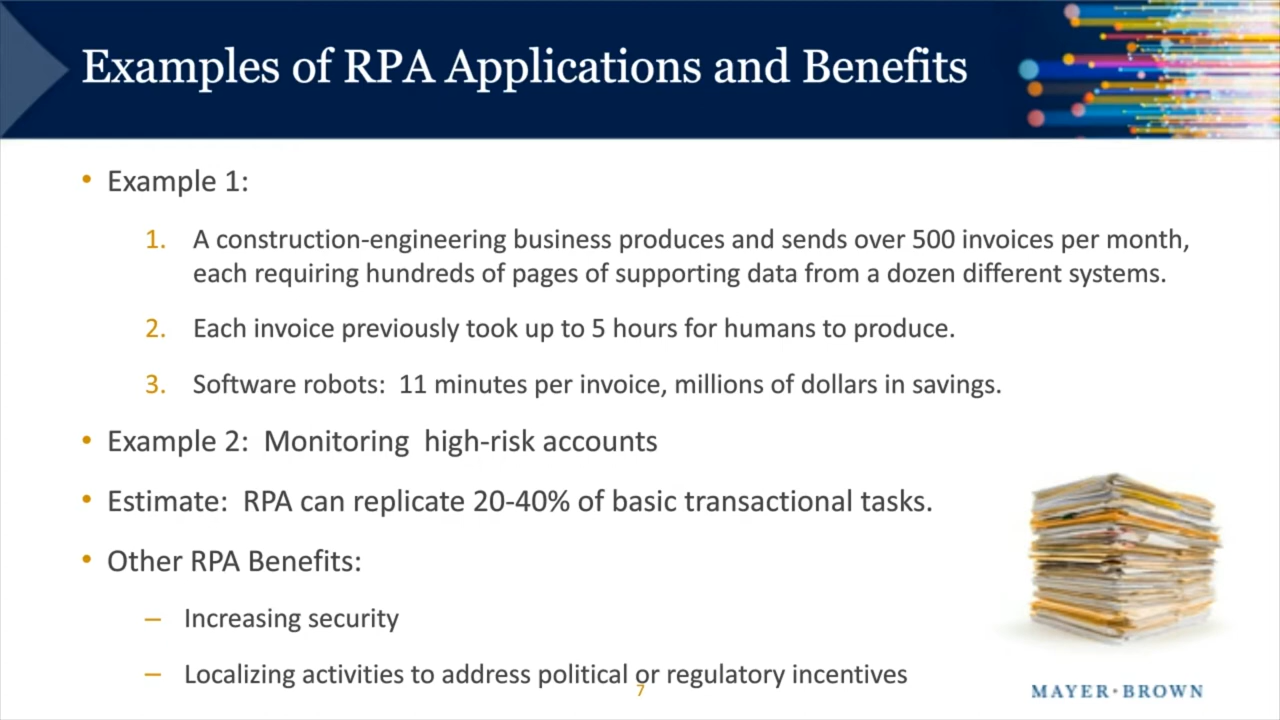 Examples of RPA Applications and Benefits
• Example 1:
1. A construction-engineering business produces and sends over 500 invoices per month,
each requiring hundreds of pages of supporting data from a dozen different systems.
2. Each invoice previously took up to 5 hours for humans to produce.
3. Software robots:  11 minutes per invoice, millions of dollars in savings.
• Example 2:  Monitoring  high-risk accounts
• Estimate:  RPA can replicate 20-40% of basic transactional tasks.
• Other RPA Benefits:
– Increasing security
– Localizing activities to address political or regulatory incentives
7
MAYER·BROWN